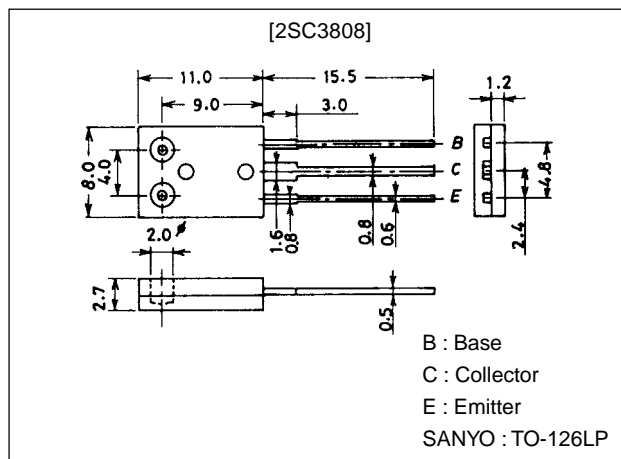 [2SC3808]
11.0 15.5
9.0 3.0
1.2
8.0
4.0
B
C
E
4.8
2.4
2.0 ø
1.6
0.8
0.8
0.6
2.7
0.5
B : Base
C : Collector
E : Emitter
SANYO : TO-126LP